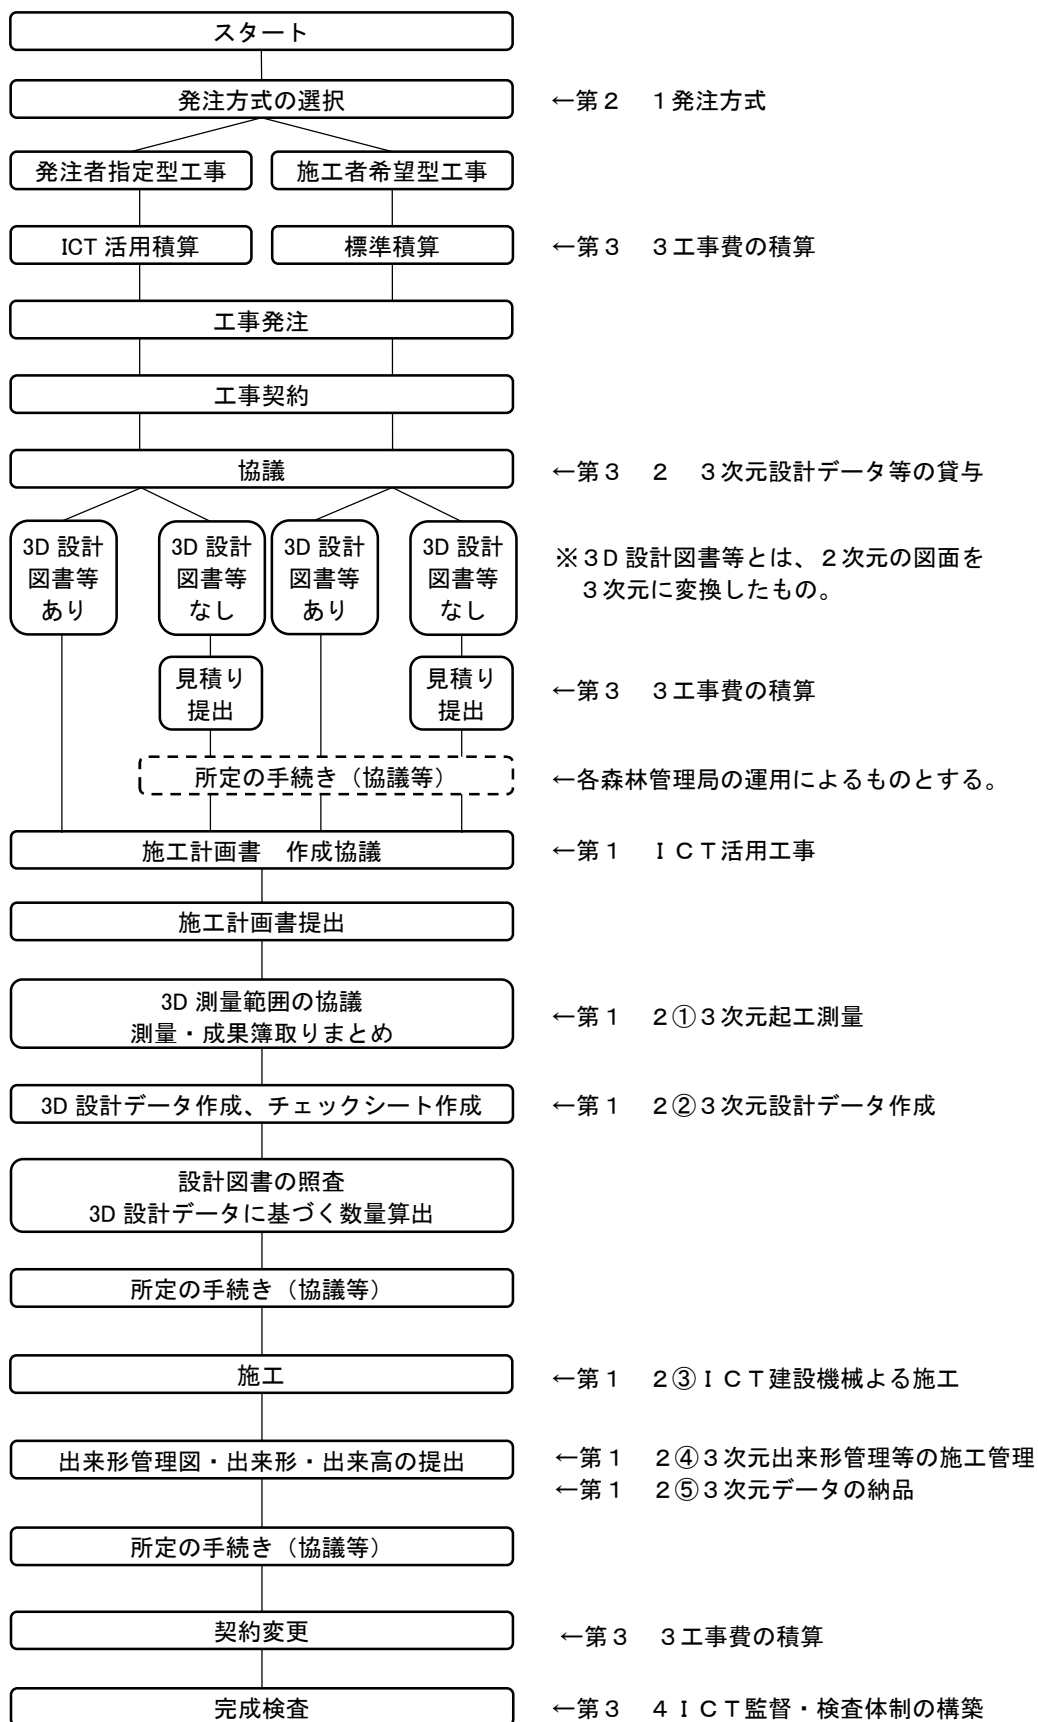 スタート
発注方式の選択
←第２　１発注方式
発注者指定型工事
施工者希望型工事
ICT 活用積算
標準積算
←第３　３工事費の積算
工事発注
工事契約
協議
←第３　２　３次元設計データ等の貸与
3D 設計
図書等
あり
3D 設計
図書等
なし
3D 設計
図書等
あり
3D 設計
図書等
なし
※３D 設計図書等とは、２次元の図面を
３次元に変換したもの。
見積り
提出
見積り
提出
←第３　３工事費の積算
所定の手続き（協議等）
←各森林管理局の運用によるものとする。
施工計画書　作成協議
←第１　ＩＣＴ活用工事
施工計画書提出
3D 測量範囲の協議
測量・成果簿取りまとめ
←第１　２①３次元起工測量
3D 設計データ作成、チェックシート作成
←第１　２②３次元設計データ作成
設計図書の照査
3D 設計データに基づく数量算出
所定の手続き（協議等）
施工
←第１　２③ＩＣＴ建設機械よる施工
出来形管理図・出来形・出来高の提出
←第１　２④３次元出来形管理等の施工管理
←第１　２⑤３次元データの納品
所定の手続き（協議等）
契約変更
←第３　３工事費の積算
完成検査
←第３　４ＩＣＴ監督・検査体制の構築